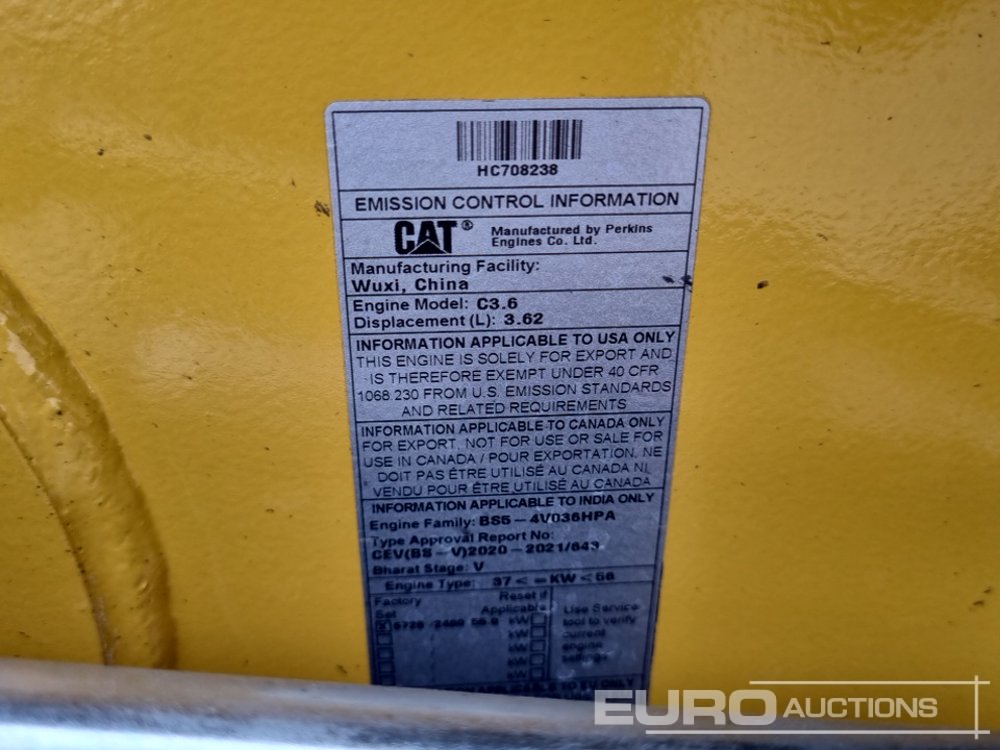 HC708238
EMISSION CONTROL INFORMATION
CAT® Manufactured by Perkins
Engines Co. Ltd.
Manufacturing Facility:
Wuxi, China
Engine Model: C3.6
Displacement (L): 3.62
INFORMATION APPLICABLE TO USA ONLY
THIS ENGINE IS SOLELY FOR EXPORT AND
IS THEREFORE EXEMPT UNDER 40 CFR
1068.230 FROM U.S. EMISSION STANDARDS
AND RELATED REQUIREMENTS
INFORMATION APPLICABLE TO CANADA ONLY
FOR EXPORT, NOT FOR USE OR SALE FOR
USE IN CANADA / POUR EXPORTATION, NE
DOIT PAS ÊTRE UTILISÉ AU CANADA NI
VENDU POUR ÊTRE UTILISÉ AU CANADA
INFORMATION APPLICABLE TO INDIA ONLY
Engine Family: BS5-4V036HPA
Type Approval Report No:
CEV(BS-V)2020-2021/643
Bharat Stage: V
Engine Type: 37 <=KW<56
Factory
Set
Reset if
Applicable
kW
kW
kW
kW
Use Service
tool to verify
current
engine
settings
EURO AUCTIONS